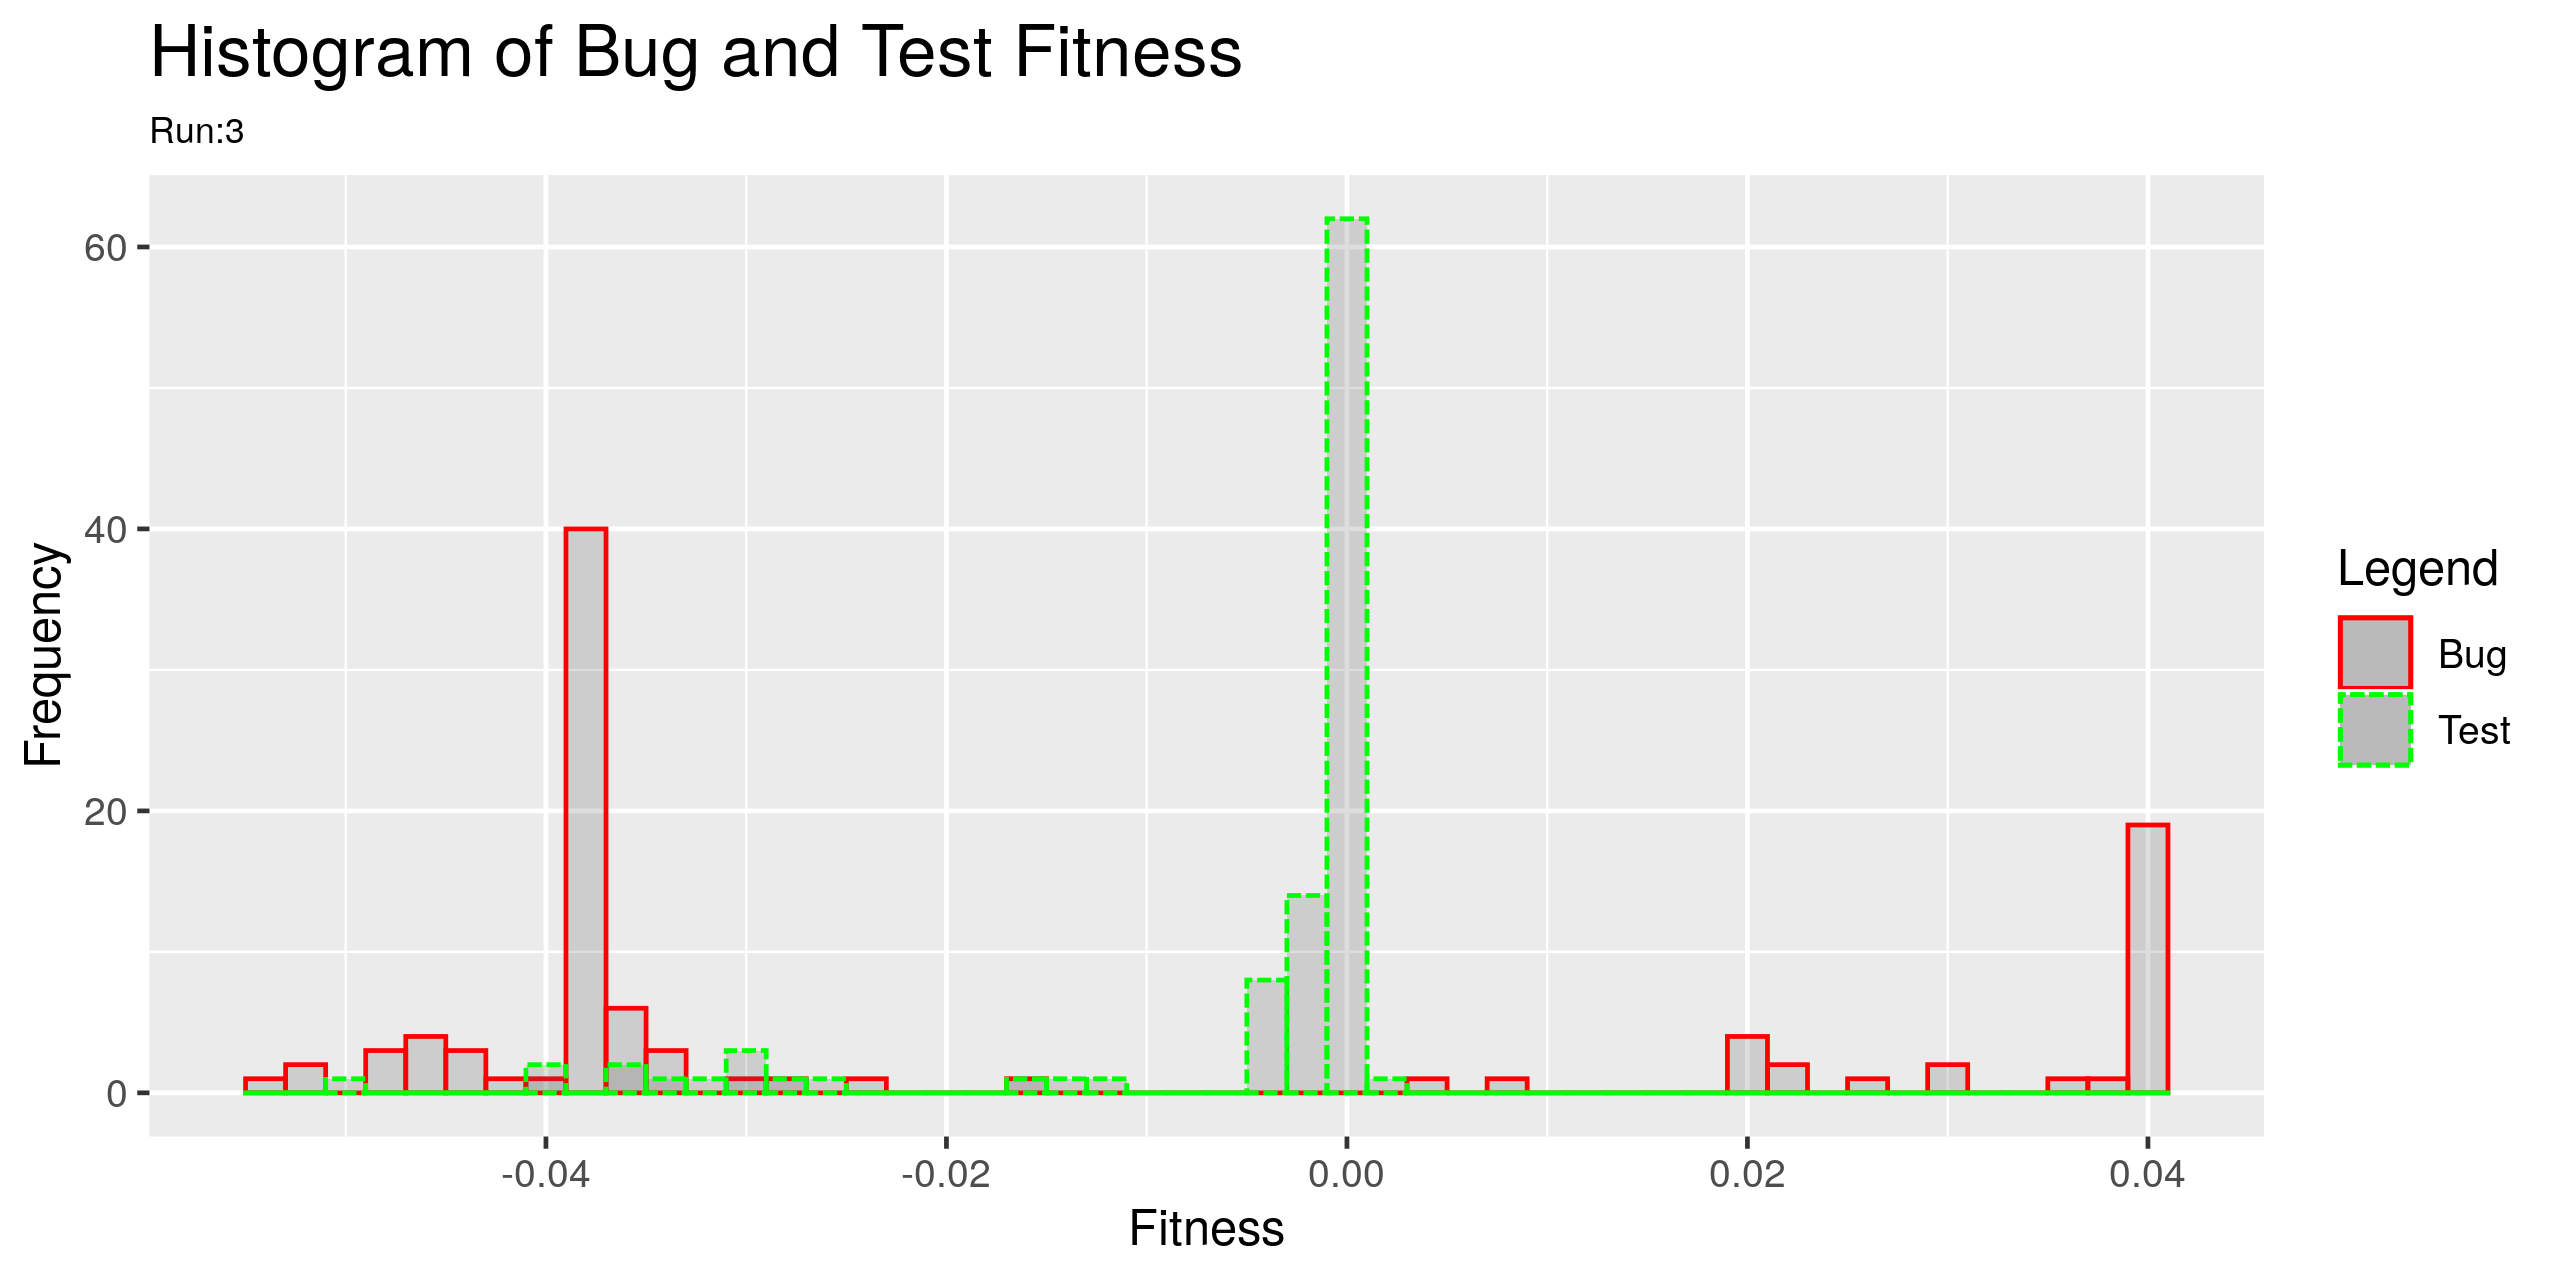 Histogram of Bug and Test Fitness
Run:3
Frequency
60
40
20
0
-0.04
-0.02
0.00
0.02
0.04
Fitness
Legend
Bug
Test